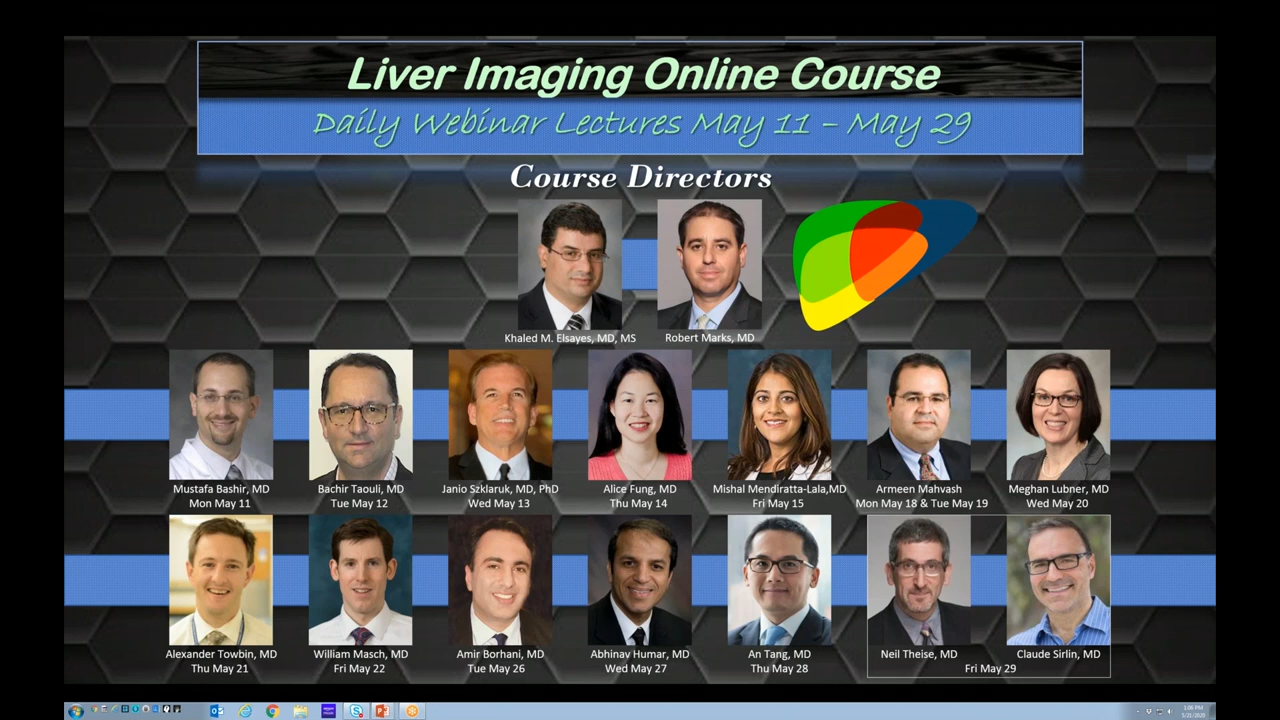 Liver Imaging Online Course
Daily Webinar Lectures May 11 – May 29
Course Directors
Khaled M. Elsayes, MD, MS
Robert Marks, MD
Mustafa Bashir, MD
Mon May 11
Bachir Taouli, MD
Tue May 12
Janio Szklaruk, MD, PhD
Wed May 13
Alice Fung, MD
Thu May 14
Mishal Mendiratta-Lala,MD
Fri May 15
Armeen Mahvash
Mon May 18 & Tue May 19
Meghan Lubner, MD
Wed May 20
Alexander Towbin, MD
Thu May 21
William Masch, MD
Fri May 22
Amir Borhani, MD
Tue May 26
Abhinav Humar, MD
Wed May 27
An Tang, MD
Thu May 28
Neil Theise, MD
Claude Sirlin, MD
Fri May 29
5/21/2020